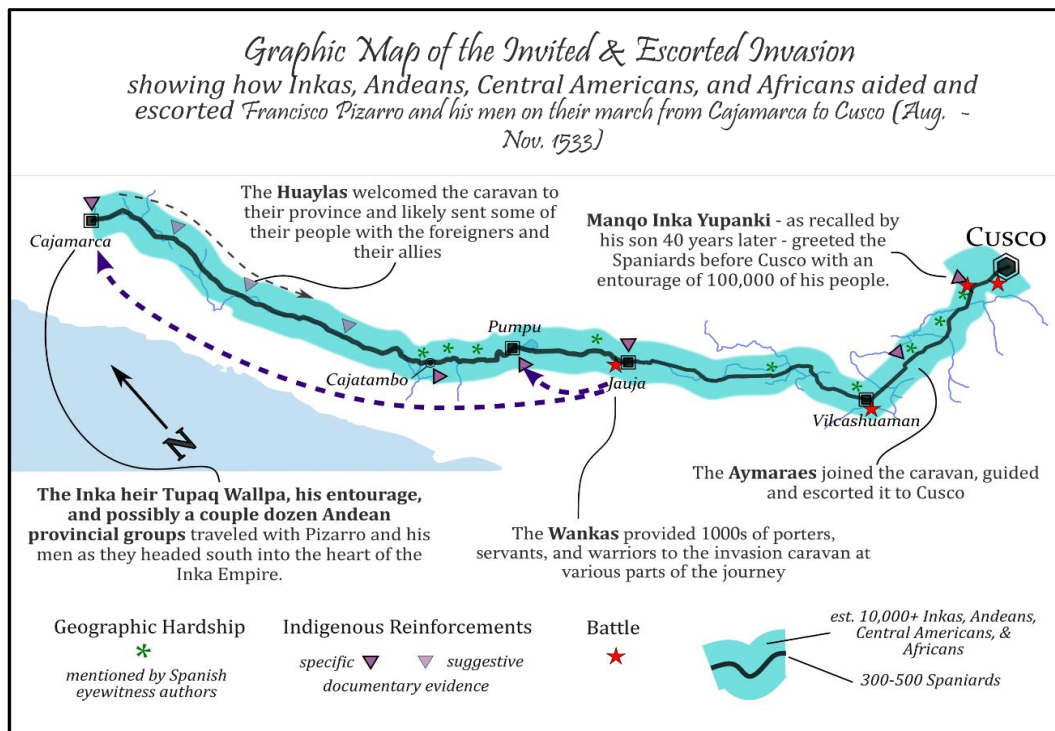 Graphic Map of the Invited & Escorted Invasion
showing how Inkas, Andeans, Central Americans, and Africans aided and
escorted Francisco Pizarro and his men on their march from Cajamarca to Cusco (Aug. -
Nov. 1533)
The Huaylas welcomed the caravan to
their province and likely sent some of
their people with the foreigners and
their allies
Manqo Inka Yupanki - as recalled by
his son 40 years later - greeted the
Spaniards before Cusco with an
entourage of 100,000 of his people.
Cusco
Cajamarca
Pumpu
Cajatambo
Jauja
Vilcashuaman
N
The Inka heir Tupaq Wallpa, his entourage,
and possibly a couple dozen Andean
provincial groups traveled with Pizarro and his
men as they headed south into the heart of the
Inka Empire.
The Wankas provided 1000s of porters,
servants, and warriors to the invasion caravan at
various parts of the journey
The Aymaraes joined the caravan, guided
and escorted it to Cusco
Geographic Hardship
mentioned by Spanish
eyewitness authors
Indigenous Reinforcements
specific suggestive
documentary evidence
Battle
est. 10,000+ Inkas, Andeans,
Central Americans, &
Africans
300-500 Spaniards